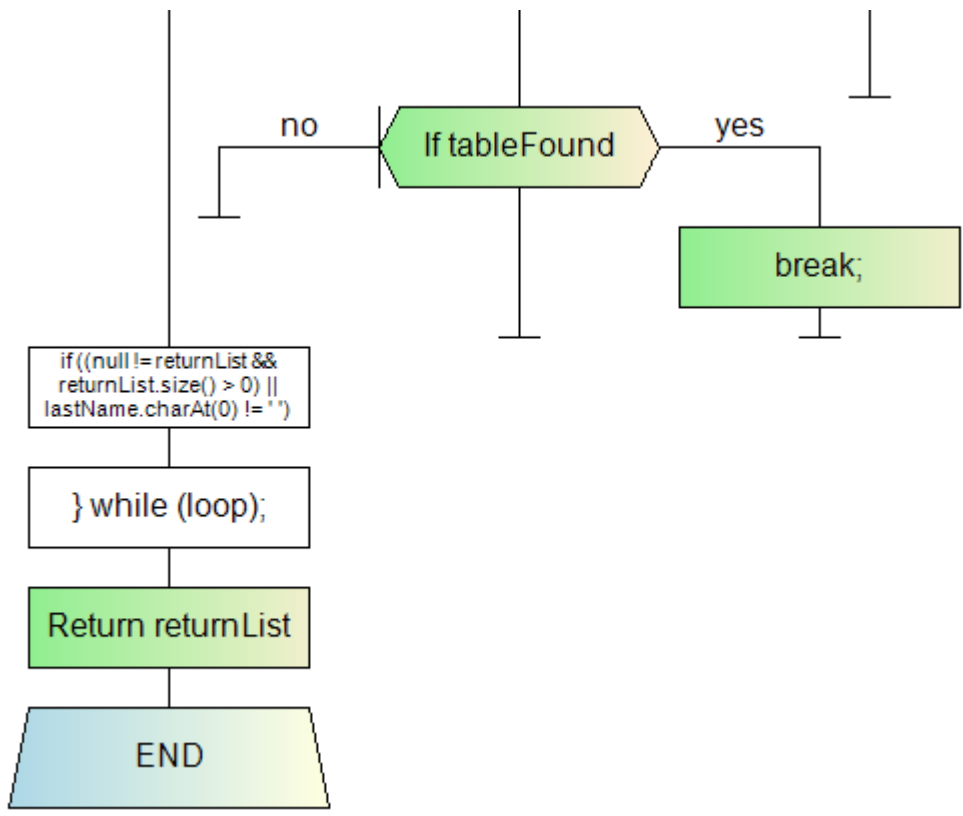 no
If tableFound
yes
break;
if ((null != returnList &&
returnList.size() > 0) ||
lastName.charAt(0) != ' ')
} while (loop);
Return returnList
END